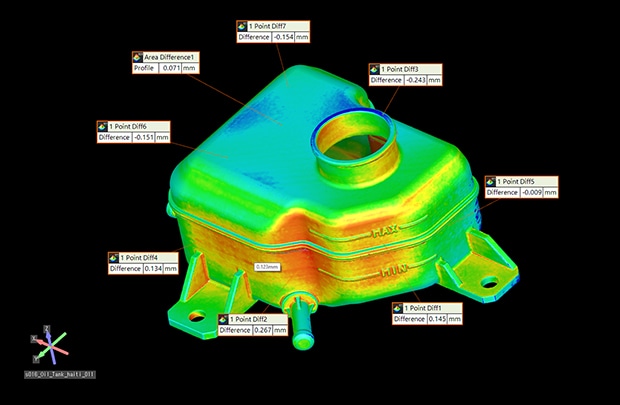 1 Point Diff7
Difference -0.154 mm
Area Difference1
Profile 0.071 mm
1 Point Diff3
Difference -0.243 mm
1 Point Diff6
Difference -0.151 mm
1 Point Diff5
Difference -0.009 mm
MAX
1 Point Diff4
Difference 0.134 mm
0.123mm
MIN
1 Point Diff2
Difference 0.267 mm
1 Point Diff1
Difference 0.145 mm
Z
X
Y